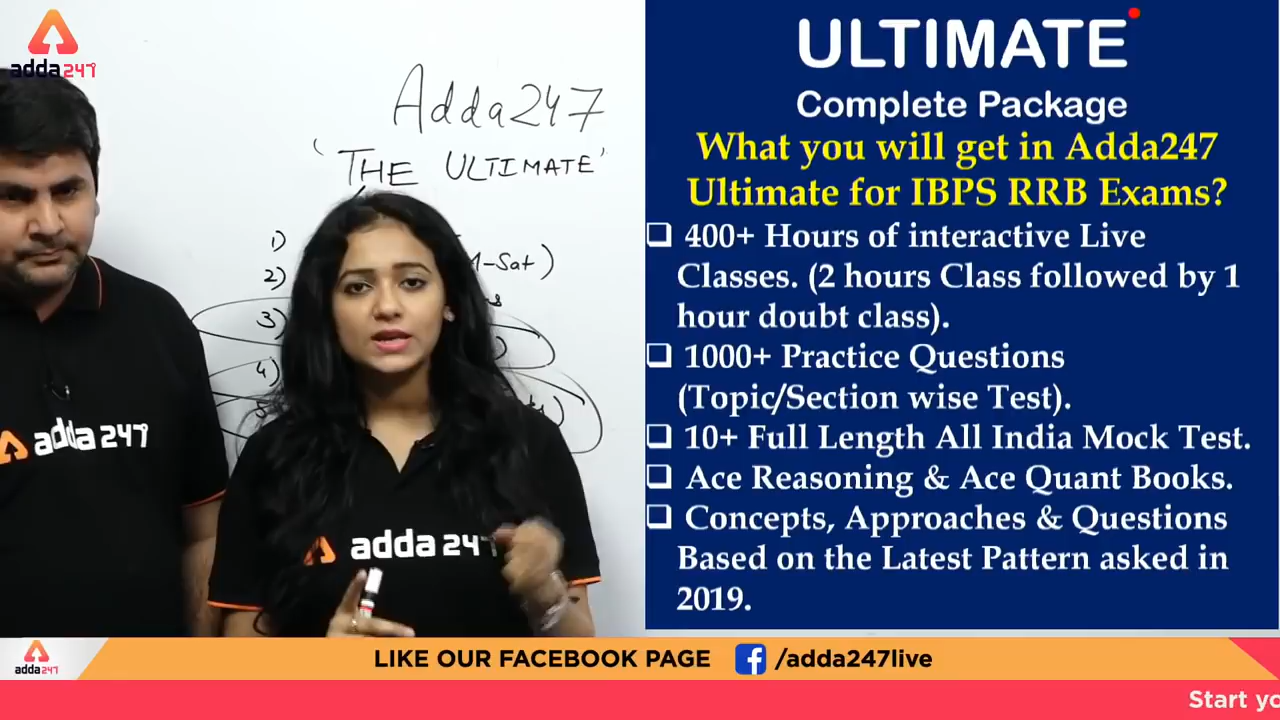 adda247
Adda247
'THE ULTIMATE'
1)
2)
M-Sat)
3)
4)
adda247
adda247
ULTIMATE
Complete Package
What you will get in Adda247
Ultimate for IBPS RRB Exams?
❑ 400+ Hours of interactive Live
Classes. (2 hours Class followed by 1
hour doubt class).
❑ 1000+ Practice Questions
(Topic/Section wise Test).
❑ 10+ Full Length All India Mock Test.
❑ Ace Reasoning & Ace Quant Books.
❑ Concepts, Approaches & Questions
Based on the Latest Pattern asked in
2019.
adda247
LIKE OUR FACEBOOK PAGE f /adda247live
Start